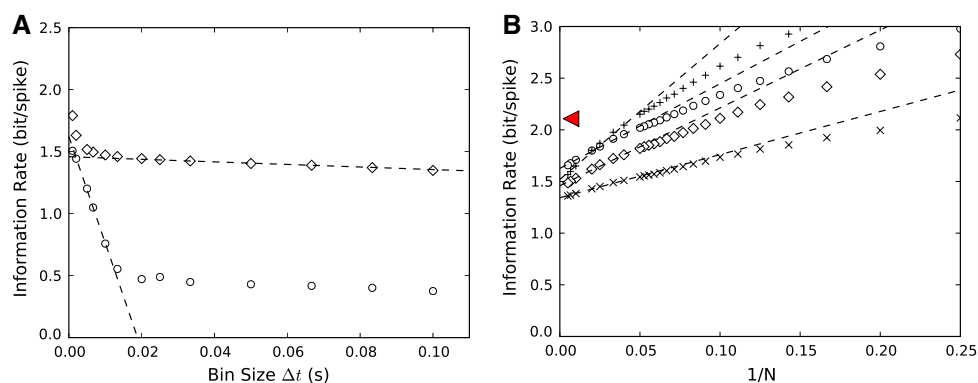 A
B
Information Rate (bit/spike)
2.5
2.0
1.5
1.0
0.5
0.0
0.00 0.02 0.04 0.06 0.08 0.10
Bin Size Δt (s)
Information Rate (bit/spike)
3.0
2.5
2.0
1.5
1.0
0.5
0.0
0.00 0.05 0.10 0.15 0.20 0.25
1/N